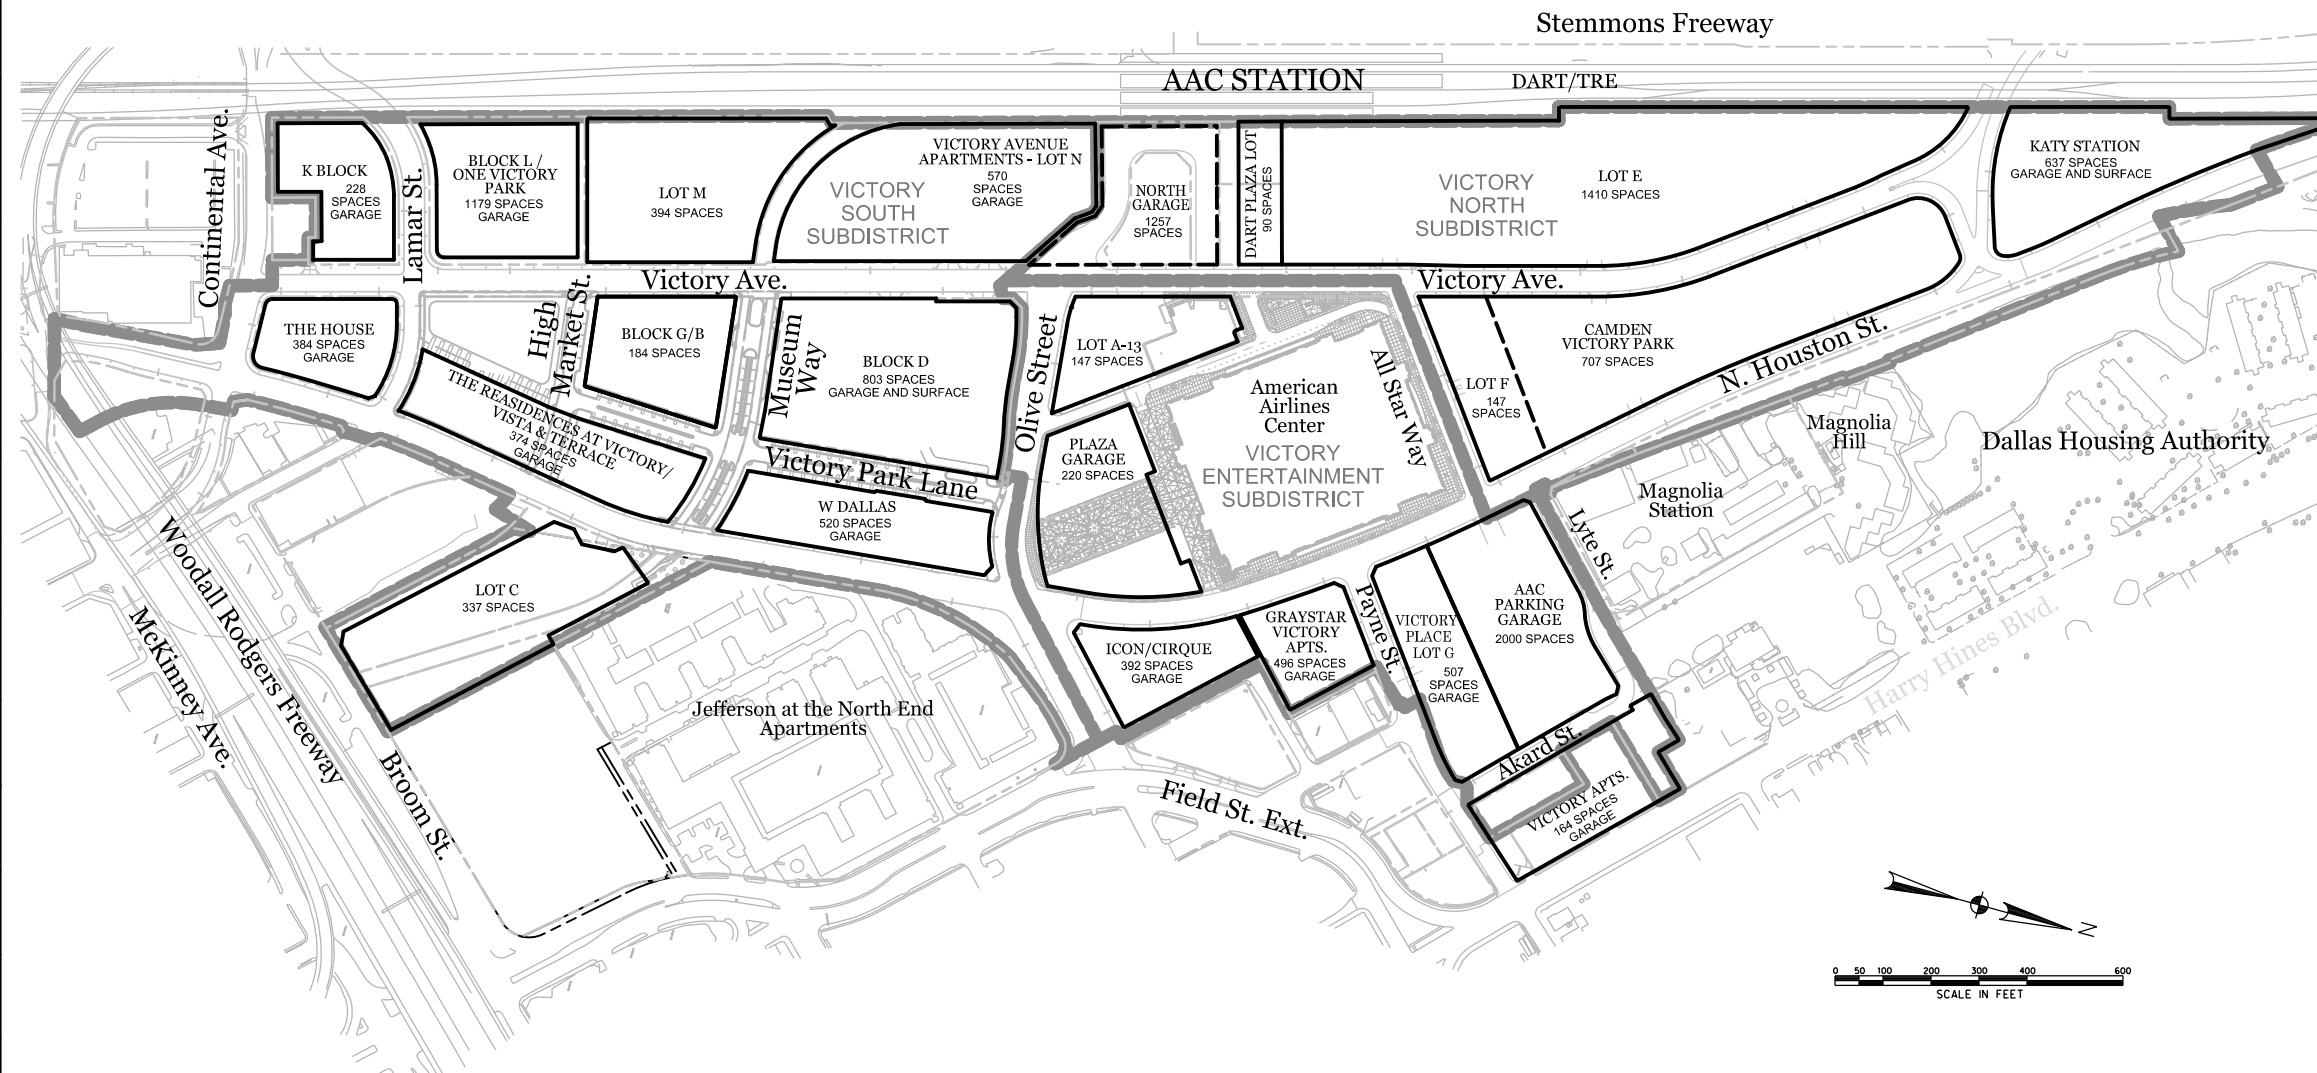 Stemmons Freeway
AAC STATION
DART/TRE
Continental Ave.
K BLOCK
228
SPACES
GARAGE
Lamar St.
BLOCK L /
ONE VICTORY
PARK
1179 SPACES
GARAGE
LOT M
394 SPACES
VICTORY AVENUE
APARTMENTS - LOT N
570
SPACES
GARAGE
VICTORY
SOUTH
SUBDISTRICT
NORTH
GARAGE
1257
SPACES
DART PLAZA LOT
90 SPACES
VICTORY
NORTH
SUBDISTRICT
LOT E
1410 SPACES
KATY STATION
637 SPACES
GARAGE AND SURFACE
Victory Ave.
Victory Ave.
THE HOUSE
384 SPACES
GARAGE
High
Market St.
BLOCK G/B
184 SPACES
Museum
Way
BLOCK D
803 SPACES
GARAGE AND SURFACE
Olive Street
LOT A-13
147 SPACES
American
Airlines
Center
VICTORY
ENTERTAINMENT
SUBDISTRICT
All Star Way
LOT F
147
SPACES
CAMDEN
VICTORY PARK
707 SPACES
N. Houston St.
THE REASIDENCES AT VICTORY/
VISTA & TERRACE
374 SPACES
GARAGE
Victory Park Lane
W DALLAS
520 SPACES
GARAGE
PLAZA
GARAGE
220 SPACES
Magnolia
Hill
Dallas Housing Authority
Magnolia
Station
Lyte St.
Woodall Rodgers Freeway
McKinney Ave.
LOT C
337 SPACES
Broom St.
Jefferson at the North End
Apartments
ICON/CIRQUE
392 SPACES
GARAGE
GRAYSTAR
VICTORY
APTS.
496 SPACES
GARAGE
Payne St.
VICTORY
PLACE
LOT G
507
SPACES
GARAGE
AAC
PARKING
GARAGE
2000 SPACES
Harry Hines Blvd.
Akard St.
VICTORY APTS.
164 SPACES
GARAGE
Field St. Ext.
N
0 50 100 200 300 400 600
SCALE IN FEET